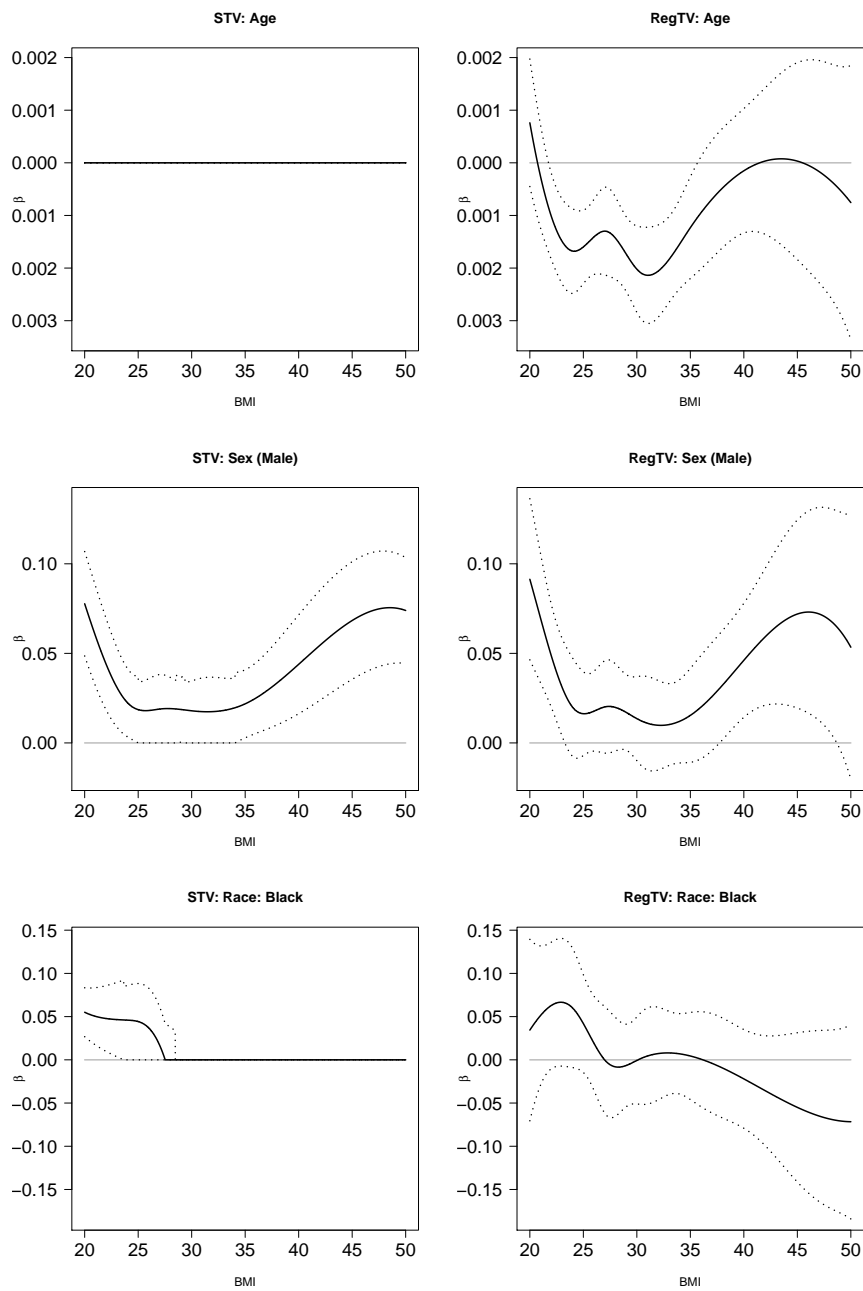 STV: Age
RegTV: Age
0.002
0.001
0.000
0.001
0.002
0.003
β
20 25 30 35 40 45 50
BMI
0.002
0.001
0.000
0.001
0.002
0.003
β
20 25 30 35 40 45 50
BMI
STV: Sex (Male)
RegTV: Sex (Male)
0.10
0.05
0.00
β
20 25 30 35 40 45 50
BMI
0.10
0.05
0.00
β
20 25 30 35 40 45 50
BMI
STV: Race: Black
RegTV: Race: Black
0.15
0.10
0.05
0.00
−0.05
−0.10
−0.15
β
20 25 30 35 40 45 50
BMI
0.15
0.10
0.05
0.00
−0.05
−0.10
−0.15
β
20 25 30 35 40 45 50
BMI